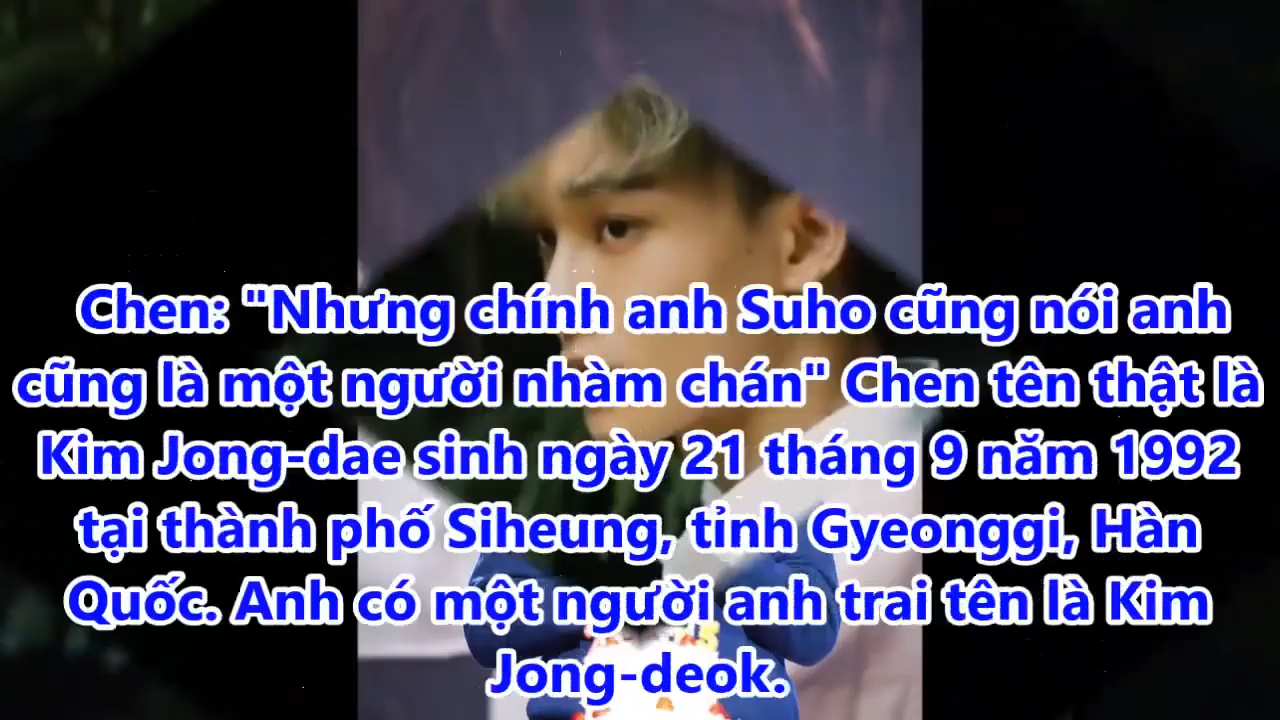 Chen: "Nhưng chính anh Suho cũng nói anh
cũng là một người nhàm chán" Chen tên thật là
Kim Jong-dae sinh ngày 21 tháng 9 năm 1992
tại thành phố Siheung, tỉnh Gyeonggi, Hàn
Quốc. Anh có một người anh trai tên là Kim
Jong-deok.